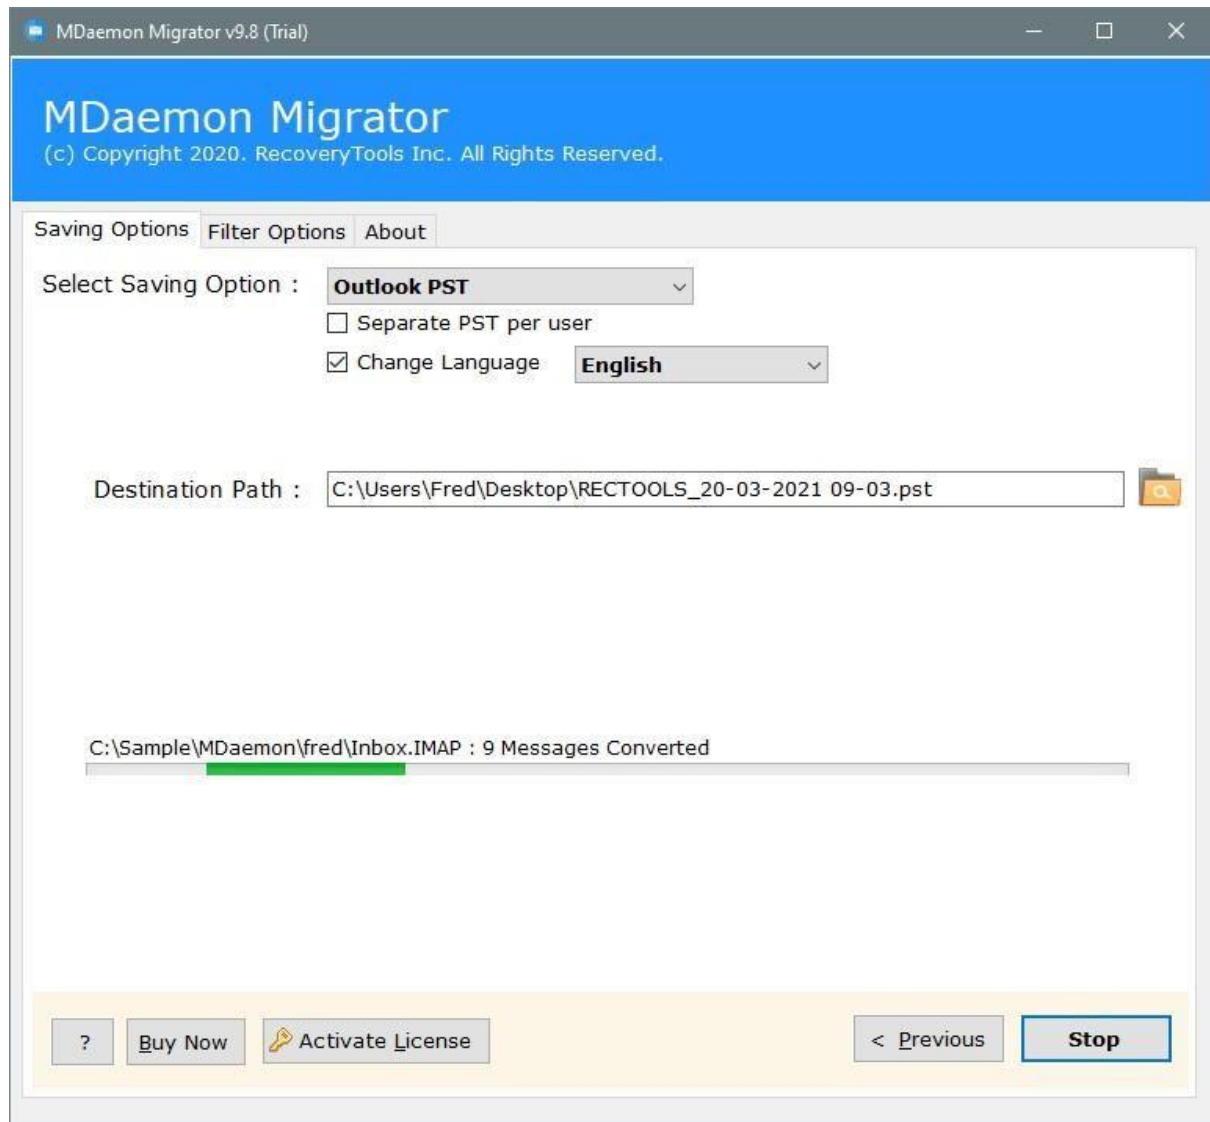 MDaemon Migrator v9.8 (Trial)
MDaemon Migrator
(c) Copyright 2020. RecoveryTools Inc. All Rights Reserved.
Saving Options Filter Options About
Select Saving Option : Outlook PST
Separate PST per user
Change Language English
Destination Path : C:\Users\Fred\Desktop\RECTOOLS_20-03-2021 09-03.pst
C:\Sample\MDaemon\fred\Inbox.IMAP : 9 Messages Converted
? Buy Now Activate License < Previous Stop